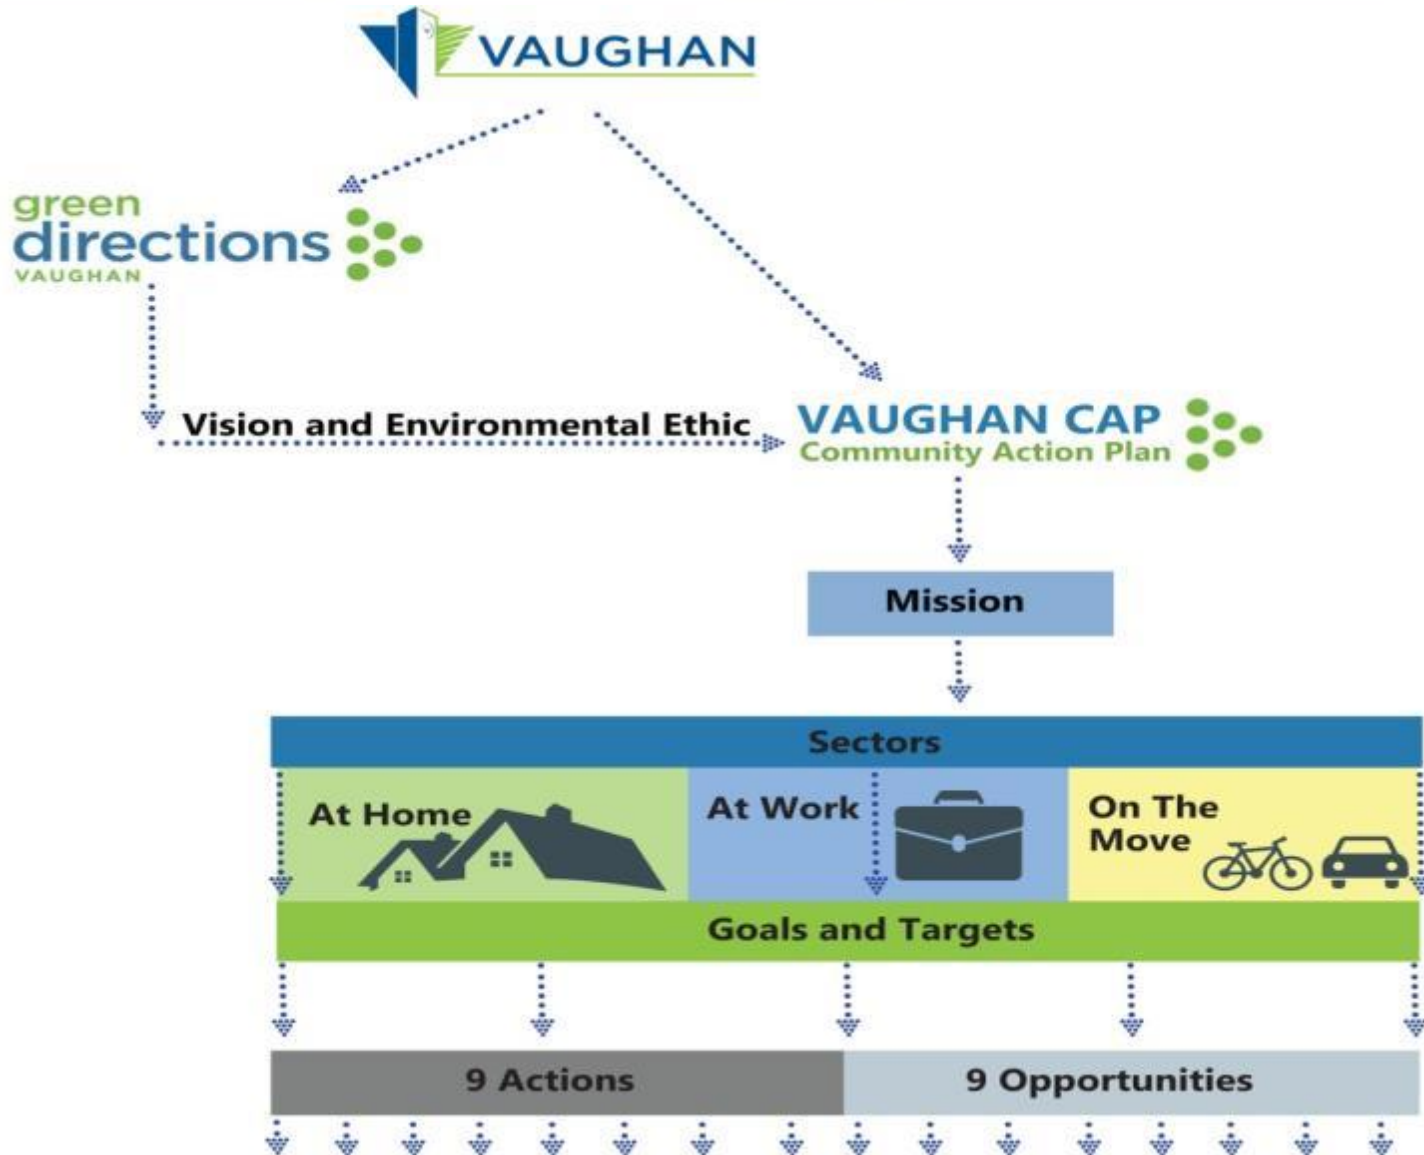 VAUGHAN
green
directions
VAUGHAN
Vision and Environmental Ethic
VAUGHAN CAP
Community Action Plan
Mission
Sectors
At Home
At Work
On The
Move
Goals and Targets
9 Actions
9 Opportunities